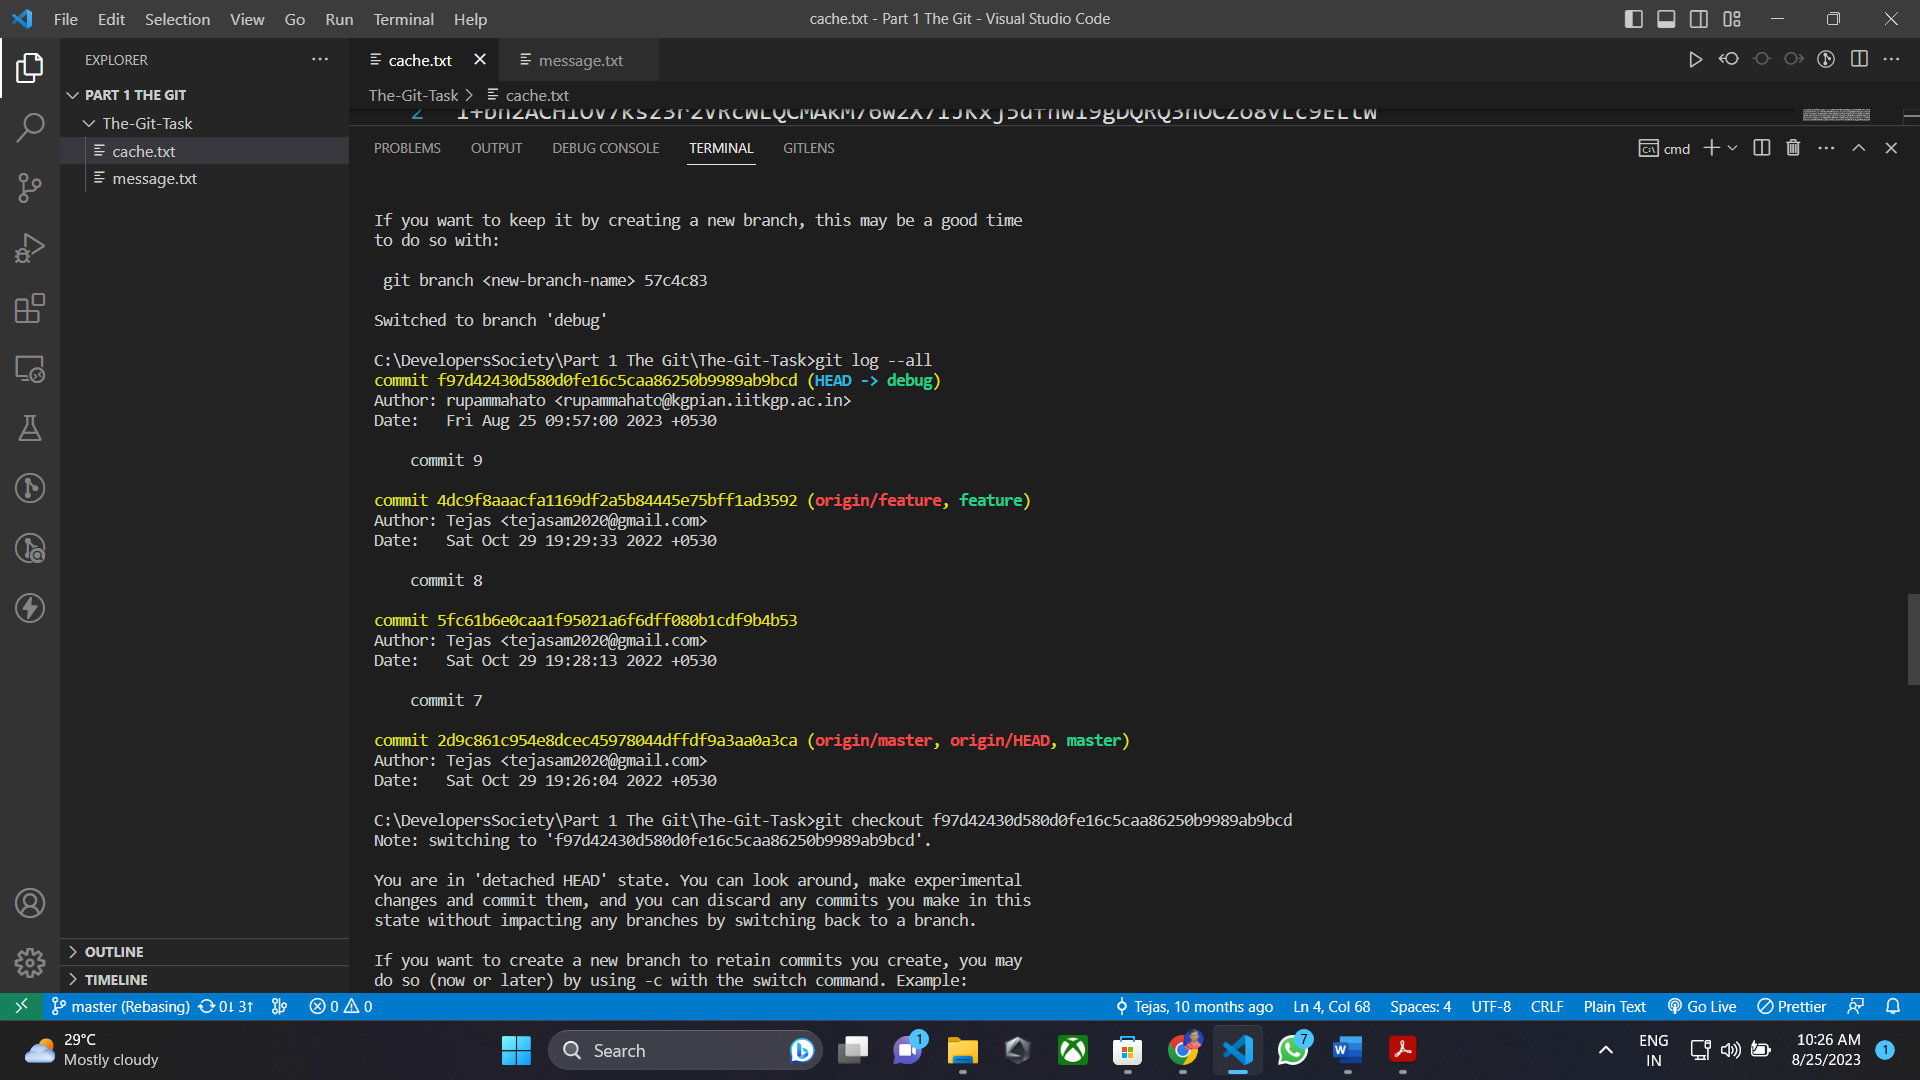 File Edit Selection View Go Run Terminal Help
cache.txt - Part 1 The Git - Visual Studio Code
EXPLORER
cache.txt
message.txt
PART 1 THE GIT
The-Git-Task
cache.txt
message.txt
OUTLINE
TIMELINE
The-Git-Task > cache.txt
2
PROBLEMS OUTPUT DEBUG CONSOLE TERMINAL GITLENS
cmd
If you want to keep it by creating a new branch, this may be a good time
to do so with:
git branch <new-branch-name> 57c4c83
Switched to branch 'debug'
C:\DevelopersSociety\Part 1 The Git\The-Git-Task>git log --all
commit f97d42430d580d0fe16c5caa86250b9989ab9bcd (HEAD -> debug)
Author: rupammahato <rupammahato@kgpian.iitkgp.ac.in>
Date:   Fri Aug 25 09:57:00 2023 +0530
commit 9
commit 4dc9f8aaacfa1169df2a5b84445e75bff1ad3592 (origin/feature, feature)
Author: Tejas <tejasam2020@gmail.com>
Date:   Sat Oct 29 19:29:33 2022 +0530
commit 8
commit 5fc61b6e0caa1f95021a6f6dff080b1cdf9b4b53
Author: Tejas <tejasam2020@gmail.com>
Date:   Sat Oct 29 19:28:13 2022 +0530
commit 7
commit 2d9c861c954e8dcec45978044dffdf9a3aa0a3ca (origin/master, origin/HEAD, master)
Author: Tejas <tejasam2020@gmail.com>
Date:   Sat Oct 29 19:26:04 2022 +0530
C:\DevelopersSociety\Part 1 The Git\The-Git-Task>git checkout f97d42430d580d0fe16c5caa86250b9989ab9bcd
Note: switching to 'f97d42430d580d0fe16c5caa86250b9989ab9bcd'.
You are in 'detached HEAD' state. You can look around, make experimental
changes and commit them, and you can discard any commits you make in this
state without impacting any branches by switching back to a branch.
If you want to create a new branch to retain commits you create, you may
do so (now or later) by using -c with the switch command. Example:
master (Rebasing) 0↓ 3↑ 0 0
Tejas, 10 months ago Ln 4, Col 68 Spaces: 4 UTF-8 CRLF Plain Text Go Live Prettier
29°C
Mostly cloudy
Search
1
7
ENG
IN
10:26 AM
8/25/2023
1